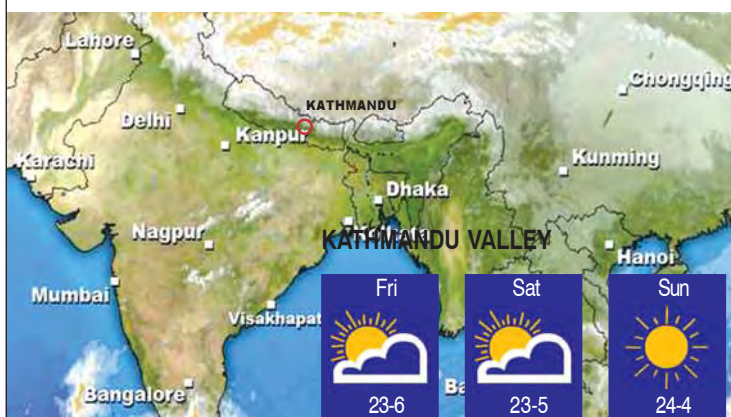 Lahore
Chongqing
KATHMANDU
Delhi
Kanpur
Karachi
Kunming
Dhaka
Nagpur
KATHMANDU VALLEY
Hanoi
Mumbai
Visakhapat
Fri
Sat
Sun
Bangalore
Ba
23-6
23-5
24-4